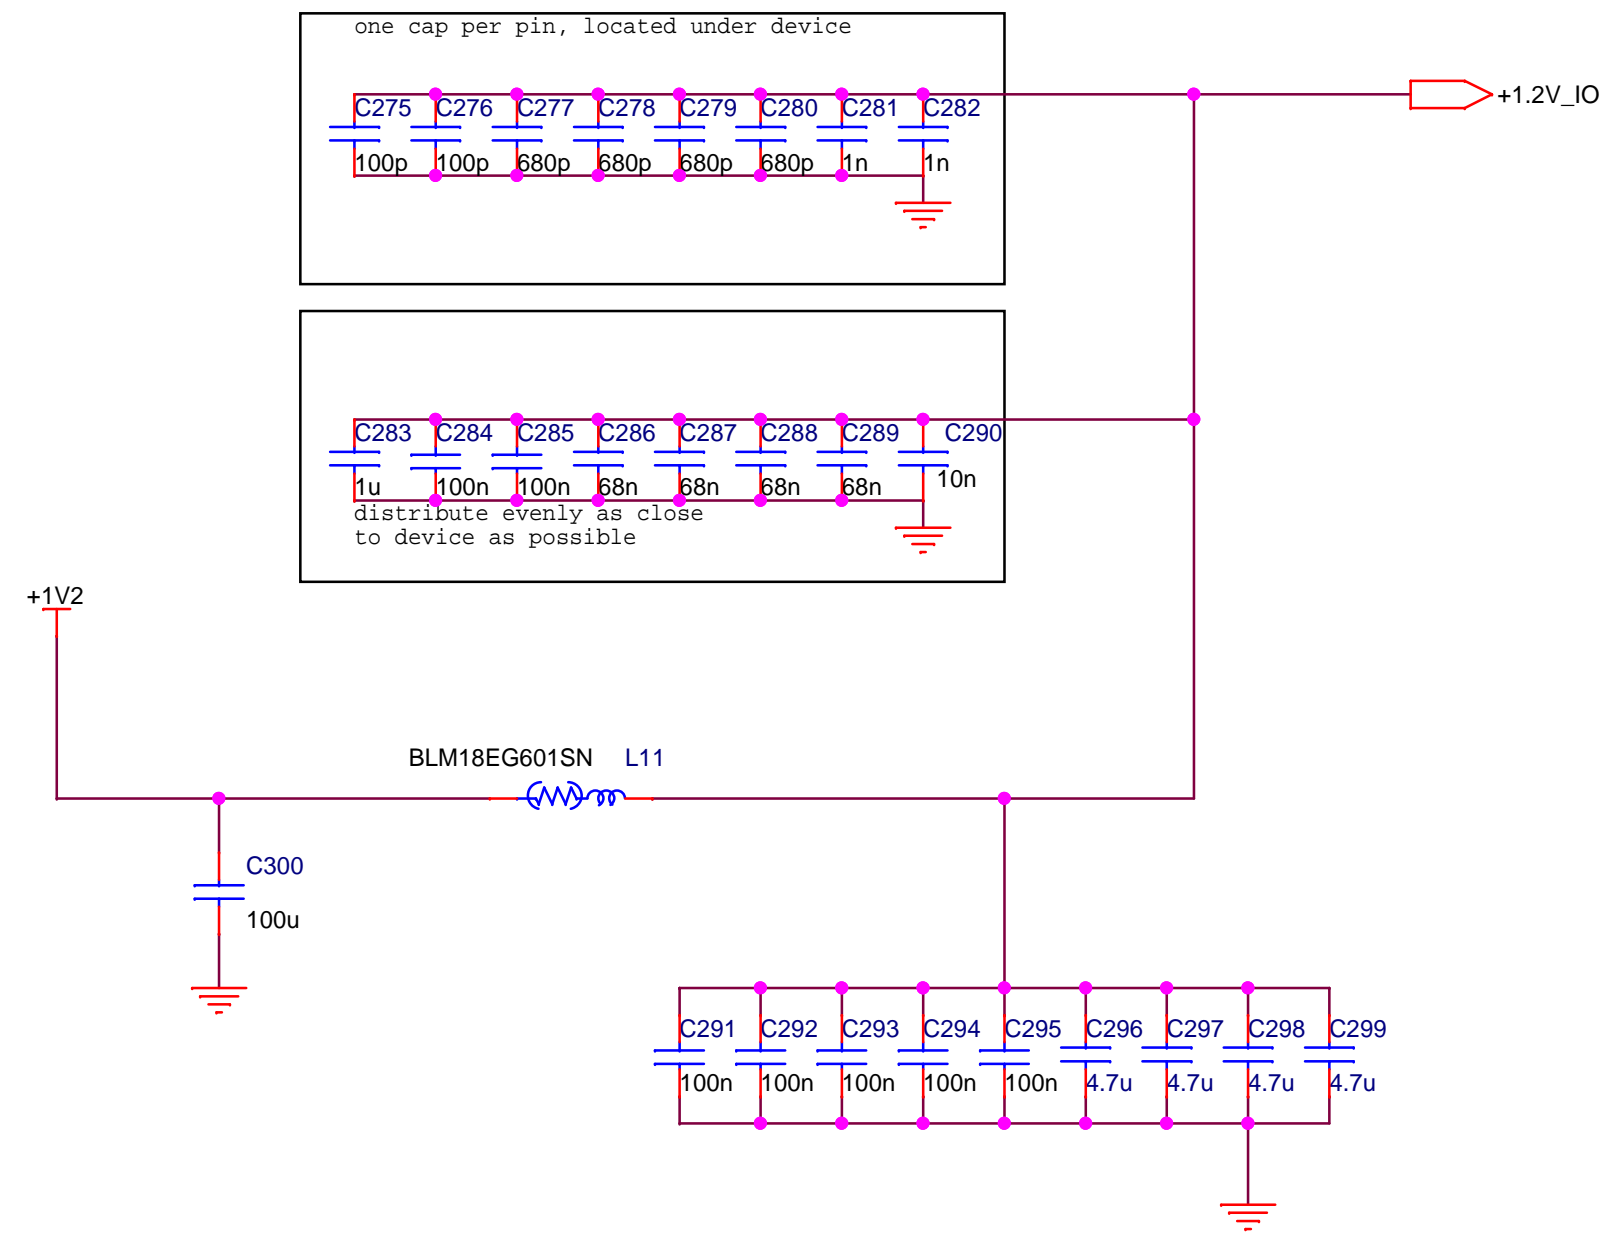 one cap per pin, located under device
C275 C276 C277 C278 C279 C280 C281 C282
+1.2V_IO
100p 100p 680p 680p 680p 680p 1n 1n
C283 C284 C285 C286 C287 C288 C289 C290
1u 100n 100n 68n 68n 68n 68n 10n
distribute evenly as close
to device as possible
+1V2
BLM18EG601SN L11
C300
100u
C291 C292 C293 C294 C295 C296 C297 C298 C299
100n 100n 100n 100n 100n 4.7u 4.7u 4.7u 4.7u